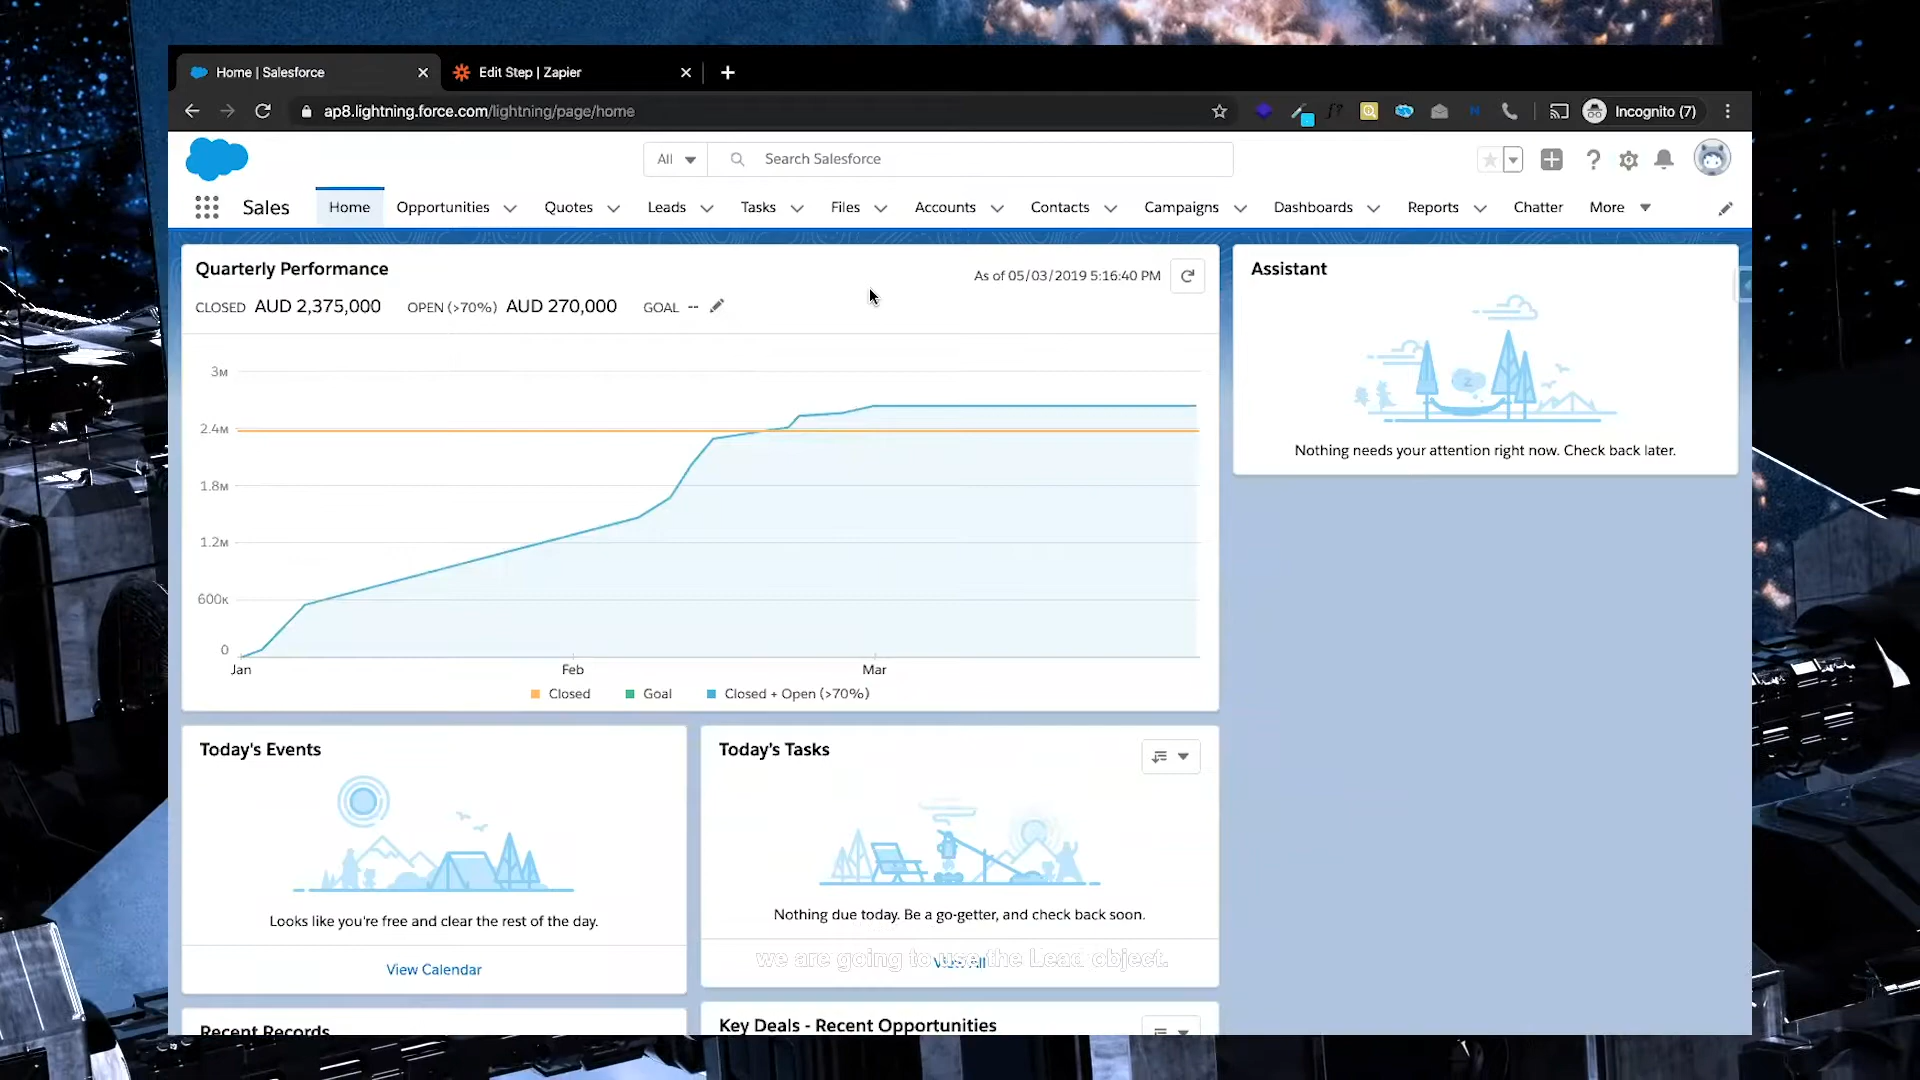 Home | Salesforce
Edit Step | Zapier
ap8.lightning.force.com/lightning/page/home
Incognito (7)
All
Search Salesforce
Sales
Home
Opportunities
Quotes
Leads
Tasks
Files
Accounts
Contacts
Campaigns
Dashboards
Reports
Chatter
More
Quarterly Performance
As of 05/03/2019 5:16:40 PM
CLOSED AUD 2,375,000 OPEN (>70%) AUD 270,000 GOAL --
3M
2.4M
1.8M
1.2M
600K
0
Jan Feb Mar
Closed Goal Closed + Open (>70%)
Assistant
Z
Nothing needs your attention right now. Check back later.
Today's Events
Looks like you're free and clear the rest of the day.
View Calendar
Today's Tasks
Nothing due today. Be a go-getter, and check back soon.
View All
we are going to use the Lead object.
Recent Records
Key Deals - Recent Opportunities